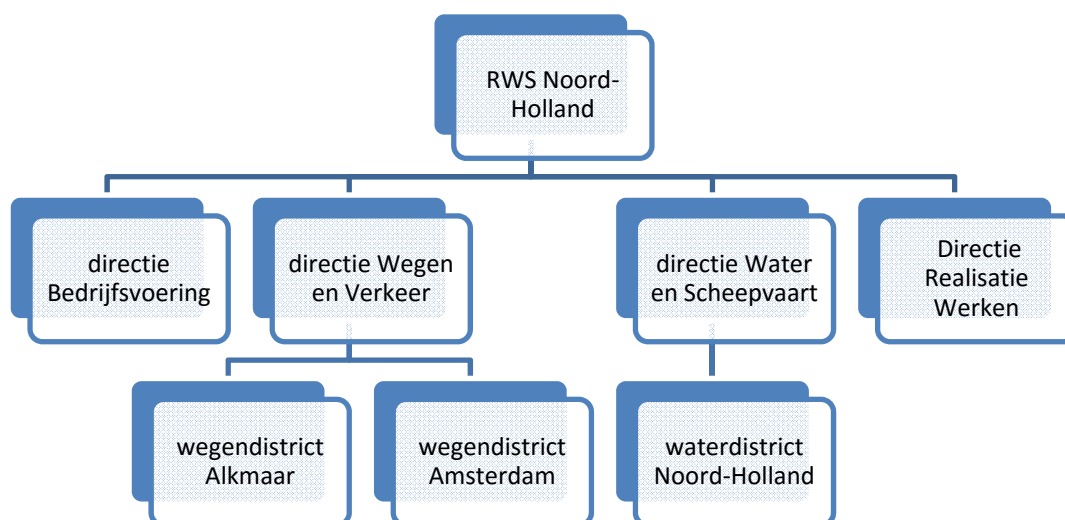 RWS Noord-
Holland
directie
Bedrijfsvoering
directie Wegen
en Verkeer
directie Water
en Scheepvaart
Directie
Realisatie
Werken
wegendistrict
Alkmaar
wegendistrict
Amsterdam
waterdistrict
Noord-Holland